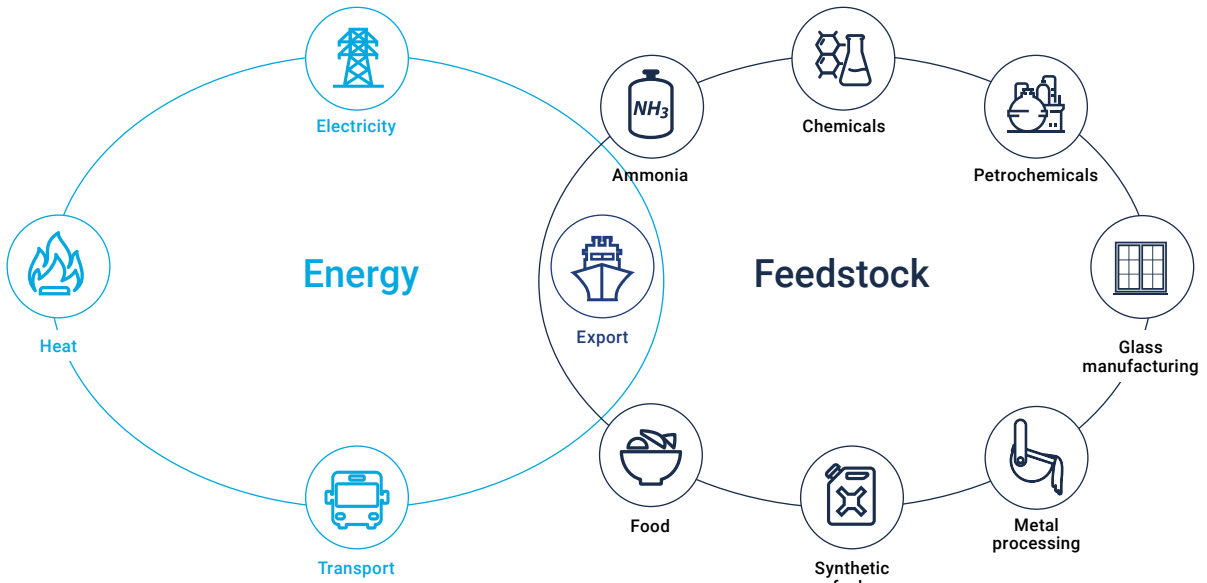 Electricity
NH3
Ammonia
Chemicals
Petrochemicals
Energy
Feedstock
Heat
Export
Glass
manufacturing
Transport
Food
Synthetic
Metal
processing